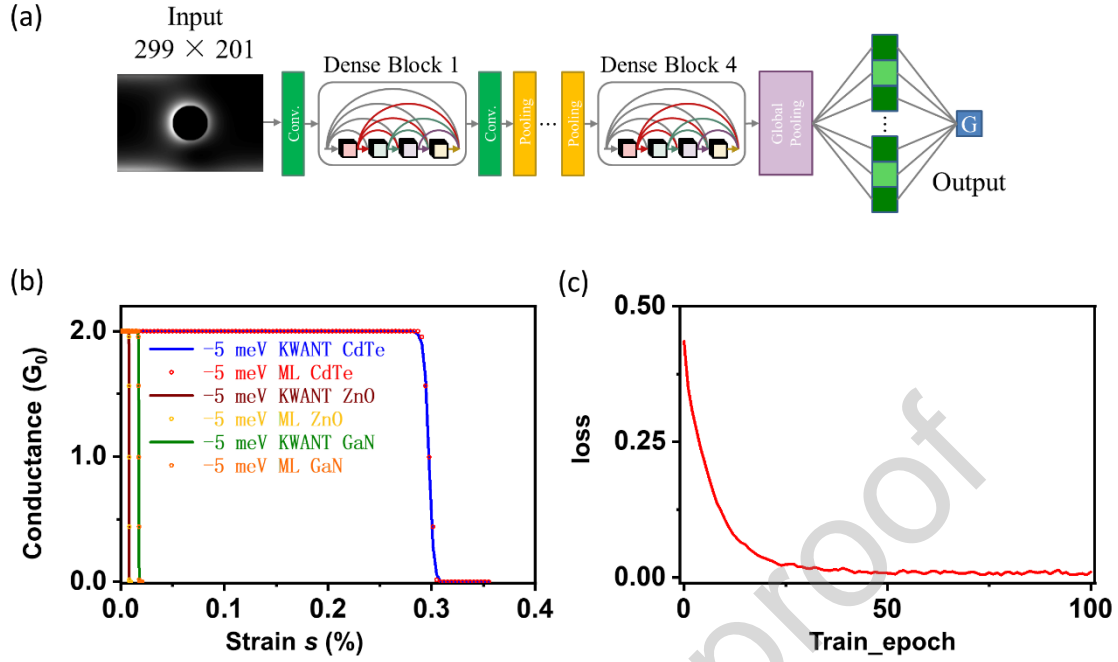 (a)
Input
299 × 201
Conv.
Dense Block 1
Conv.
Pooling
...
Pooling
Dense Block 4
Global
Pooling
⋮
G
Output
(b)
Conductance (G₀)
2.0
1.0
0.0
−5 meV KWANT CdTe
−5 meV ML CdTe
−5 meV KWANT ZnO
−5 meV ML ZnO
−5 meV KWANT GaN
−5 meV ML GaN
0.0 0.1 0.2 0.3 0.4
Strain s (%)
(c)
loss
0.50
0.25
0.00
0 50 100
Train_epoch
proof